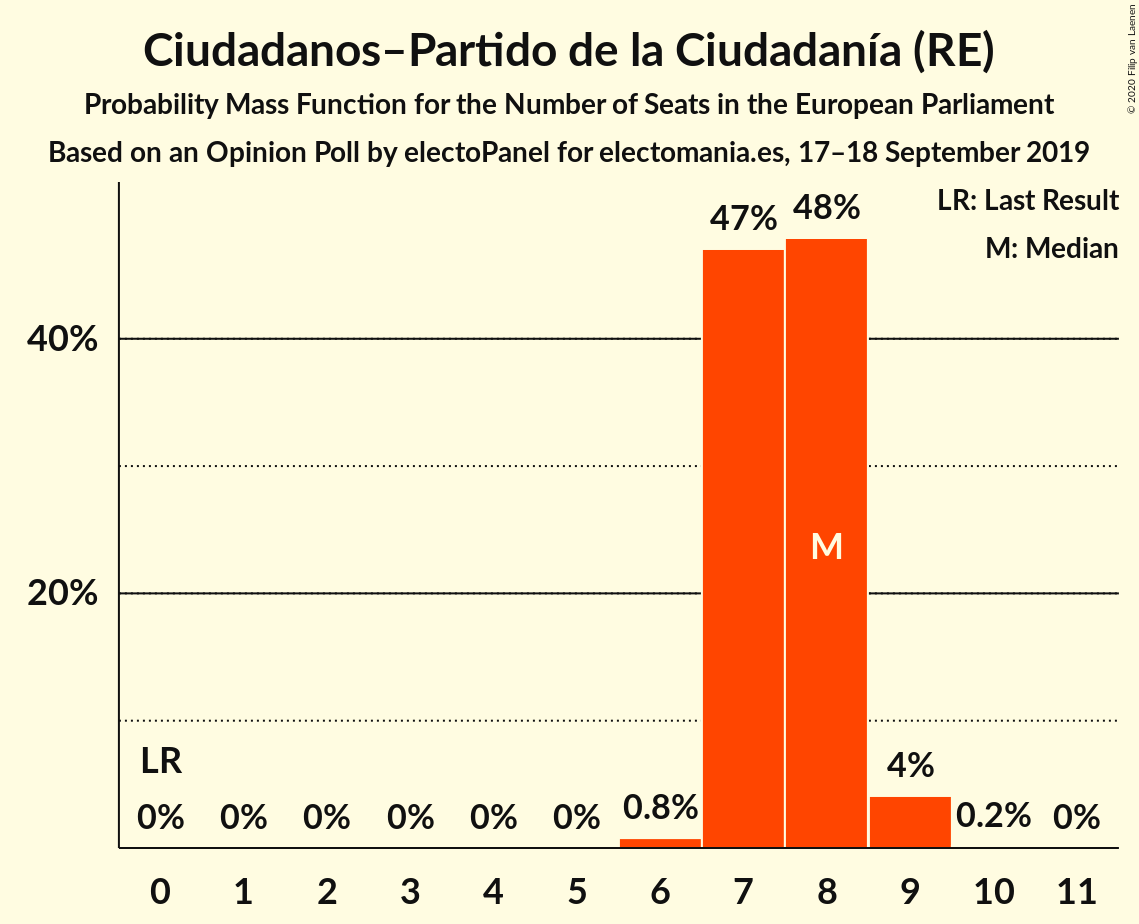 Ciudadanos–Partido de la Ciudadanía (RE)
Probability Mass Function for the Number of Seats in the European Parliament
Based on an Opinion Poll by electoPanel for electomania.es, 17–18 September 2019
© 2020 Filip van Laenen
LR: Last Result
M: Median
47% 48%
40%
M
20%
LR
0% 0% 0% 0% 0% 0% 0.8% 4% 0.2% 0%
0 1 2 3 4 5 6 7 8 9 10 11